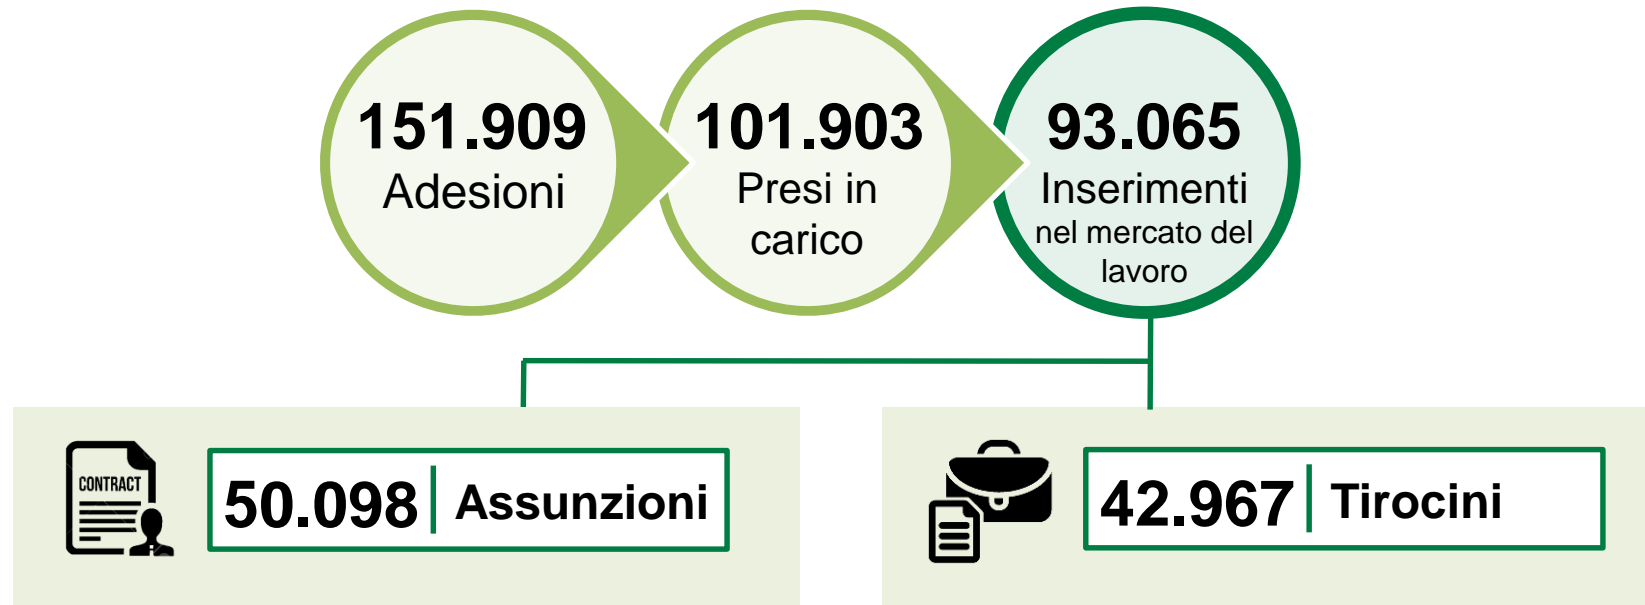 151.909
Adesioni
101.903
Presi in
carico
93.065
Inserimenti
nel mercato del
lavoro
CONTRACT
50.098 Assunzioni
42.967 Tirocini